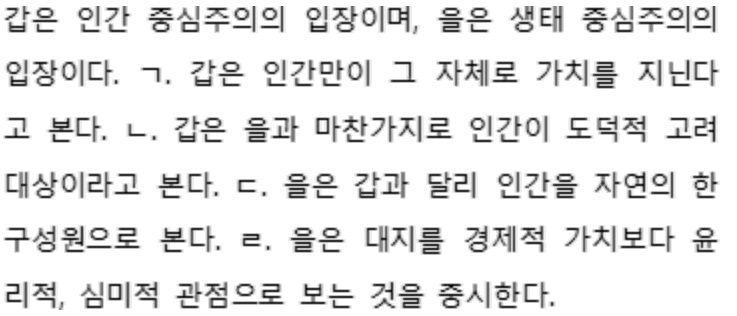 갑은 인간 중심주의의 입장이며, 을은 생태 중심주의의
입장이다. ㄱ. 갑은 인간만이 그 자체로 가치를 지닌다
고 본다. ㄴ. 갑은 을과 마찬가지로 인간이 도덕적 고려
대상이라고 본다. ㄷ. 을은 갑과 달리 인간을 자연의 한
구성원으로 본다. ㄹ. 을은 대지를 경제적 가치보다 윤
리적, 심미적 관점으로 보는 것을 중시한다.